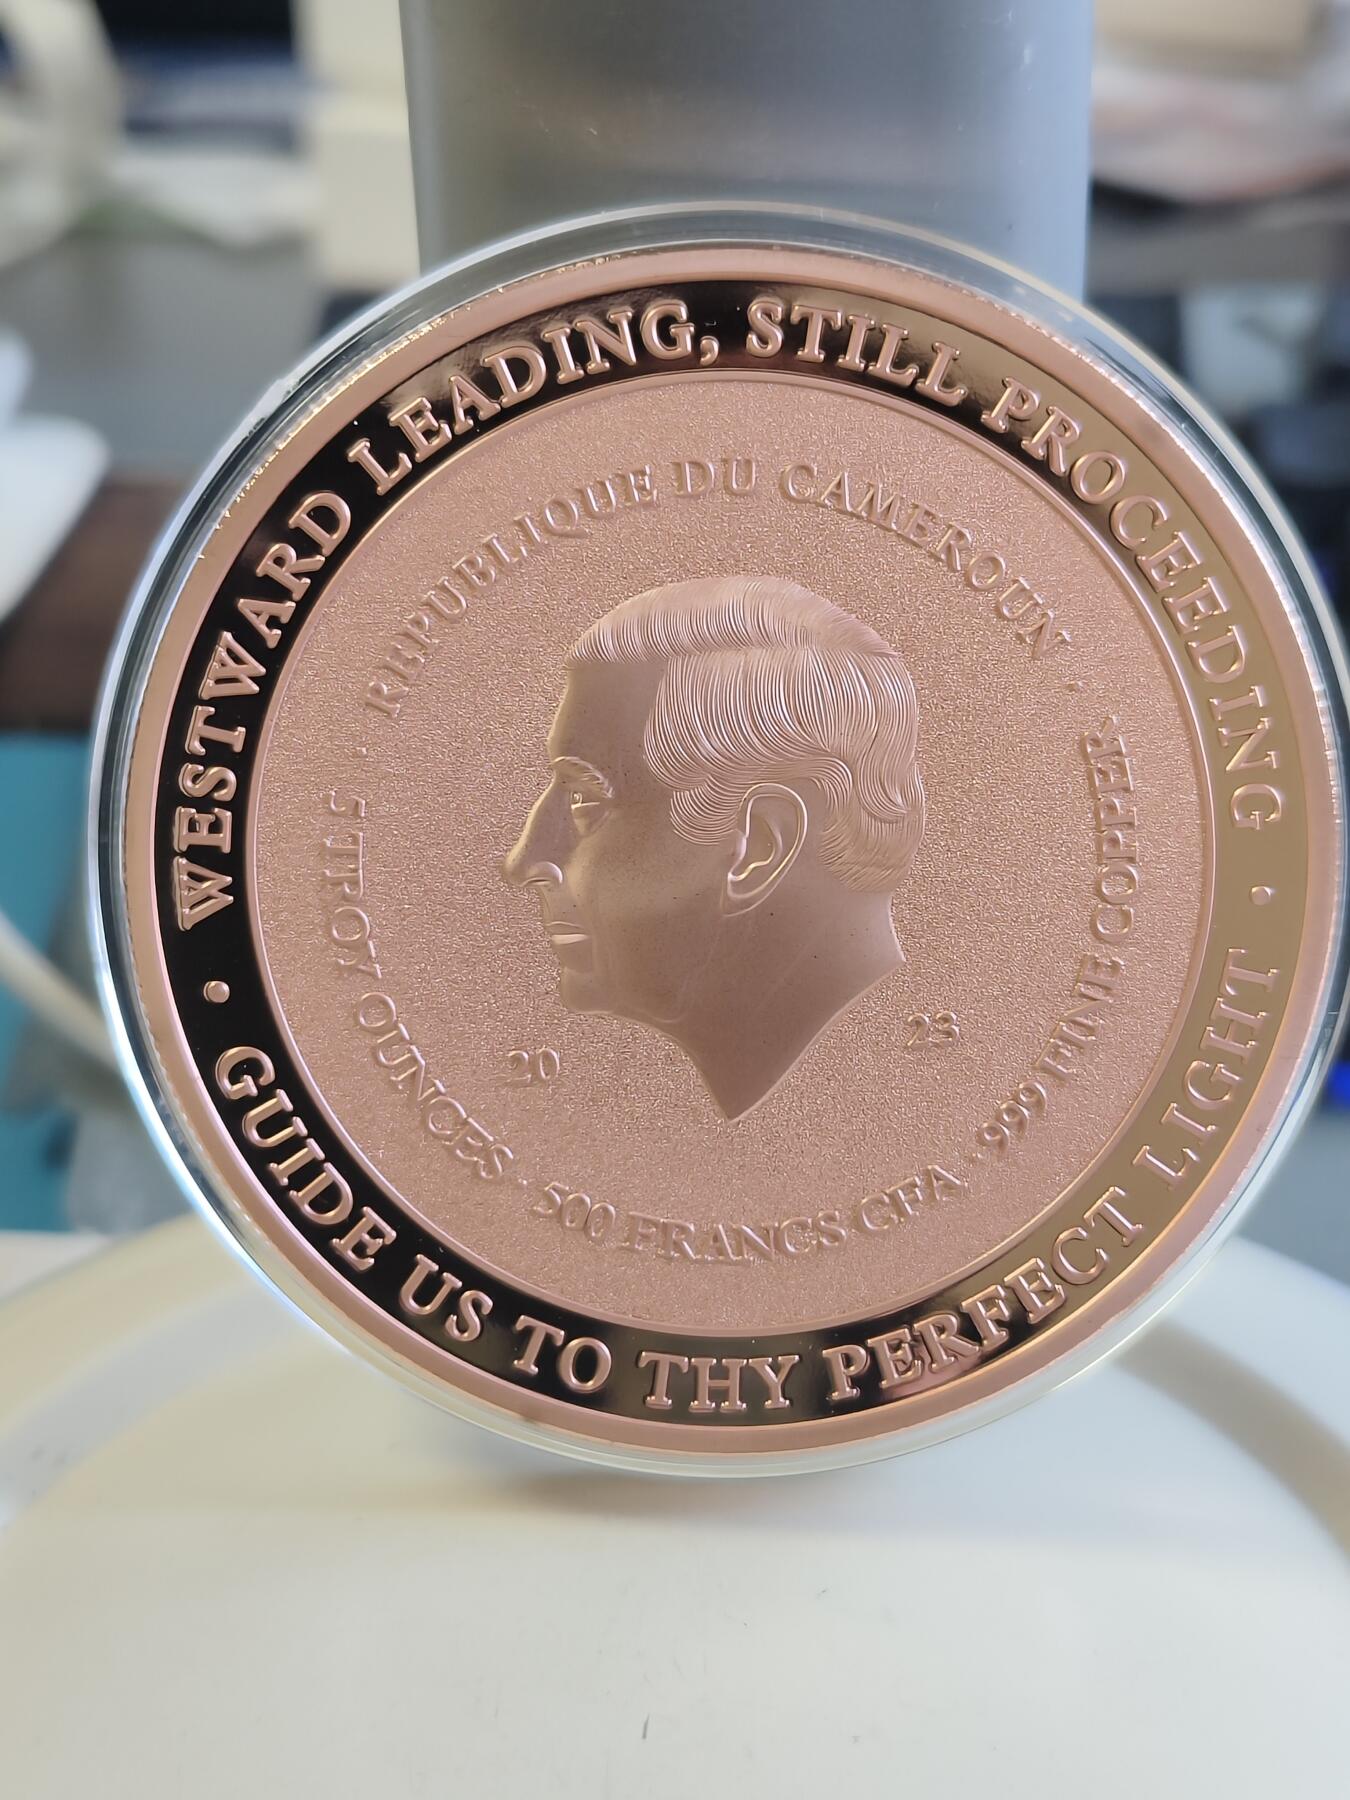 WESTWARD LEADING, STILL PROCEEDING
· GUIDE US TO THY PERFECT LIGHT ·
· REPUBLIQUE DU CAMEROUN ·
5 TROY OUNCES · 500 FRANCS CFA · 999 FINE COPPER
20 23